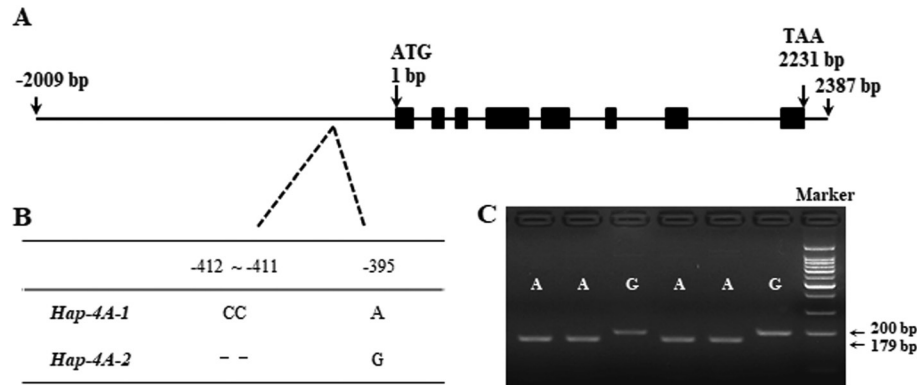 A
-2009 bp
ATG
1 bp
TAA
2231 bp
2387 bp
B
-412 ~ -411 -395
Hap-4A-1 CC A
Hap-4A-2 - - G
C
Marker
A A G A A G
200 bp
179 bp